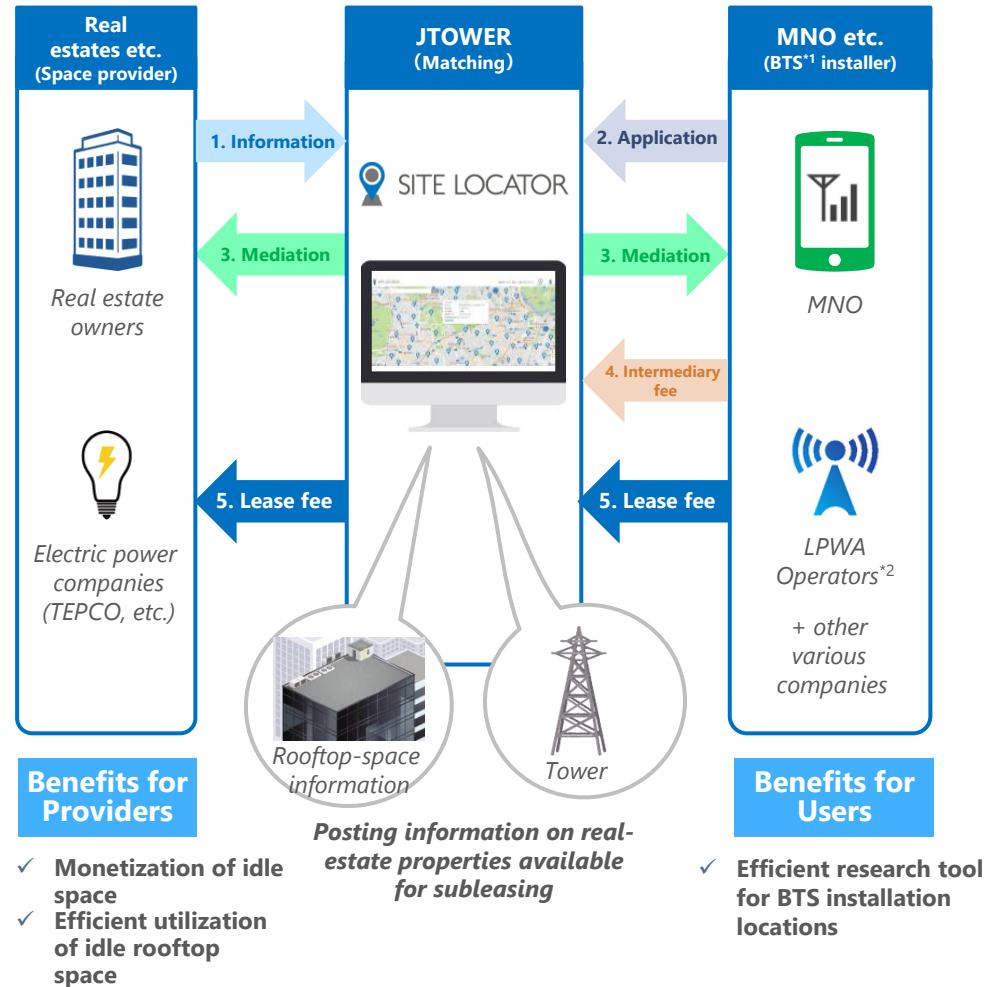 Real
estates etc.
(Space provider)
JTOWER
（Matching）
MNO etc.
(BTS*1 installer)
1. Information
2. Application
SITE LOCATOR
3. Mediation
3. Mediation
Real estate
owners
MNO
4. Intermediary
fee
5. Lease fee
5. Lease fee
Electric power
companies
(TEPCO, etc.)
LPWA
Operators*2
+ other
various
companies
Rooftop-space
information
Tower
Benefits for
Providers
Benefits for
Users
Posting information on real-
estate properties available
for subleasing
✓ Monetization of idle
space
✓ Efficient utilization
of idle rooftop
space
✓ Efficient research tool
for BTS installation
locations